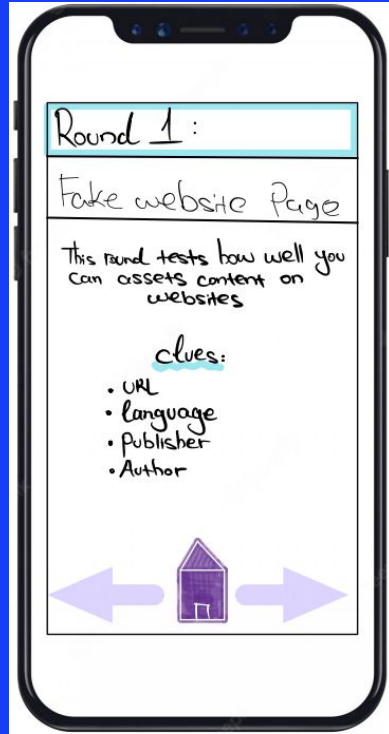 Round 1:
Fake website Page
This round tests how well you
can assets content on
websites
clues:
• URL
• language
• Publisher
• Author